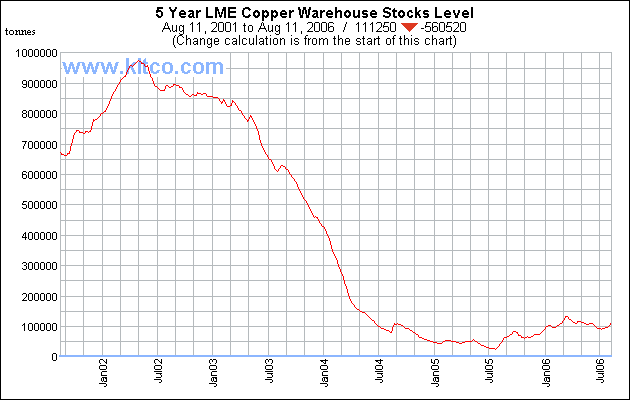 5 Year LME Copper Warehouse Stocks Level
Aug 11, 2001 to Aug 11, 2006 / 111250 -560520
(Change calculation is from the start of this chart)
tonnes
www.kitco.com
1000000
900000
800000
700000
600000
500000
400000
300000
200000
100000
0
Jan02
Jul02
Jan03
Jul03
Jan04
Jul04
Jan05
Jul05
Jan06
Jul06